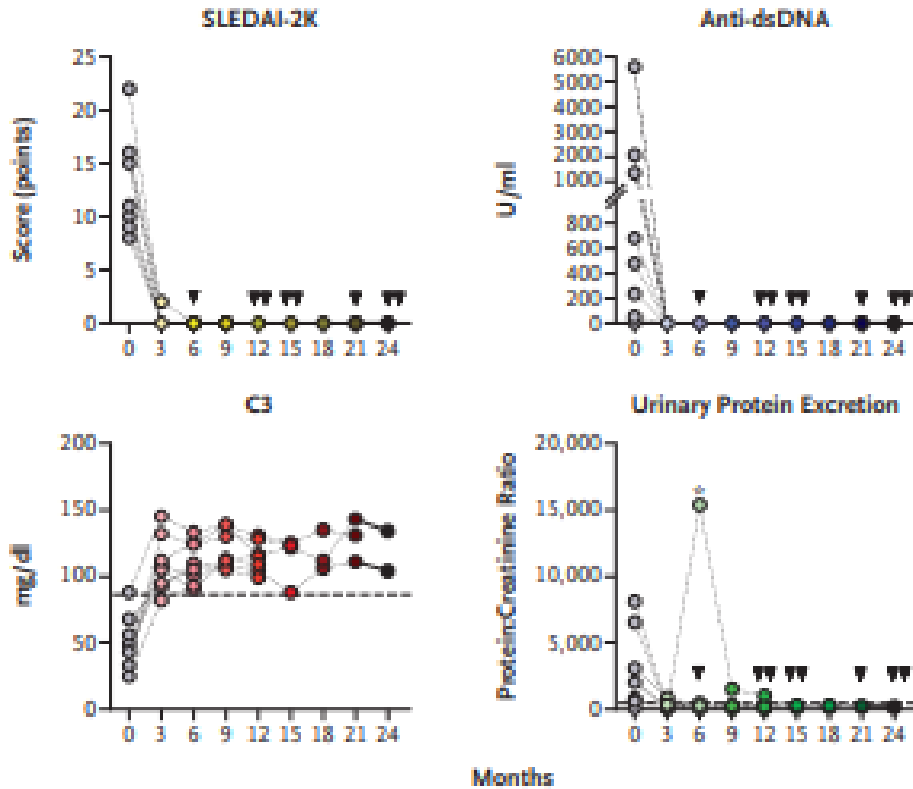 SLEDAI-2K
Score (points)
25
20
15
10
5
0
0 3 6 9 12 15 18 21 24
Anti-dsDNA
U/ml
6000
5000
4000
3000
2000
1000
800
600
400
200
0
0 3 6 9 12 15 18 21 24
C3
mg/dl
200
150
100
50
0
0 3 6 9 12 15 18 21 24
Urinary Protein Excretion
Protein:Creatinine Ratio
20,000
15,000
10,000
5,000
0
0 3 6 9 12 15 18 21 24
Months